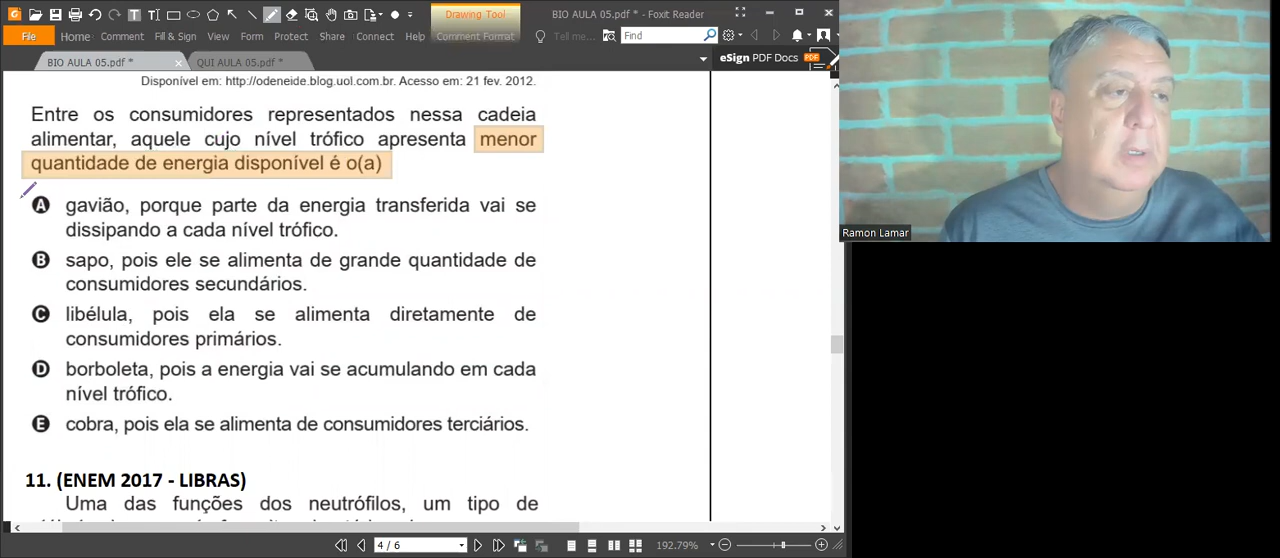 Drawing Tool
BIO AULA 05.pdf * - Foxit Reader
File Home Comment Fill & Sign View Form Protect Share Connect Help Comment Format Tell me... Find
BIO AULA 05.pdf * QUI AULA 05.pdf * eSign PDF Docs PDF
Disponível em: http://odeneide.blog.uol.com.br. Acesso em: 21 fev. 2012.
Entre os consumidores representados nessa cadeia
alimentar, aquele cujo nível trófico apresenta menor
quantidade de energia disponível é o(a)
A gavião, porque parte da energia transferida vai se
dissipando a cada nível trófico.
B sapo, pois ele se alimenta de grande quantidade de
consumidores secundários.
C libélula, pois ela se alimenta diretamente de
consumidores primários.
D borboleta, pois a energia vai se acumulando em cada
nível trófico.
E cobra, pois ela se alimenta de consumidores terciários.
11. (ENEM 2017 - LIBRAS)
Uma das funções dos neutrófilos, um tipo de
4 / 6 192.79%
Ramon Lamar